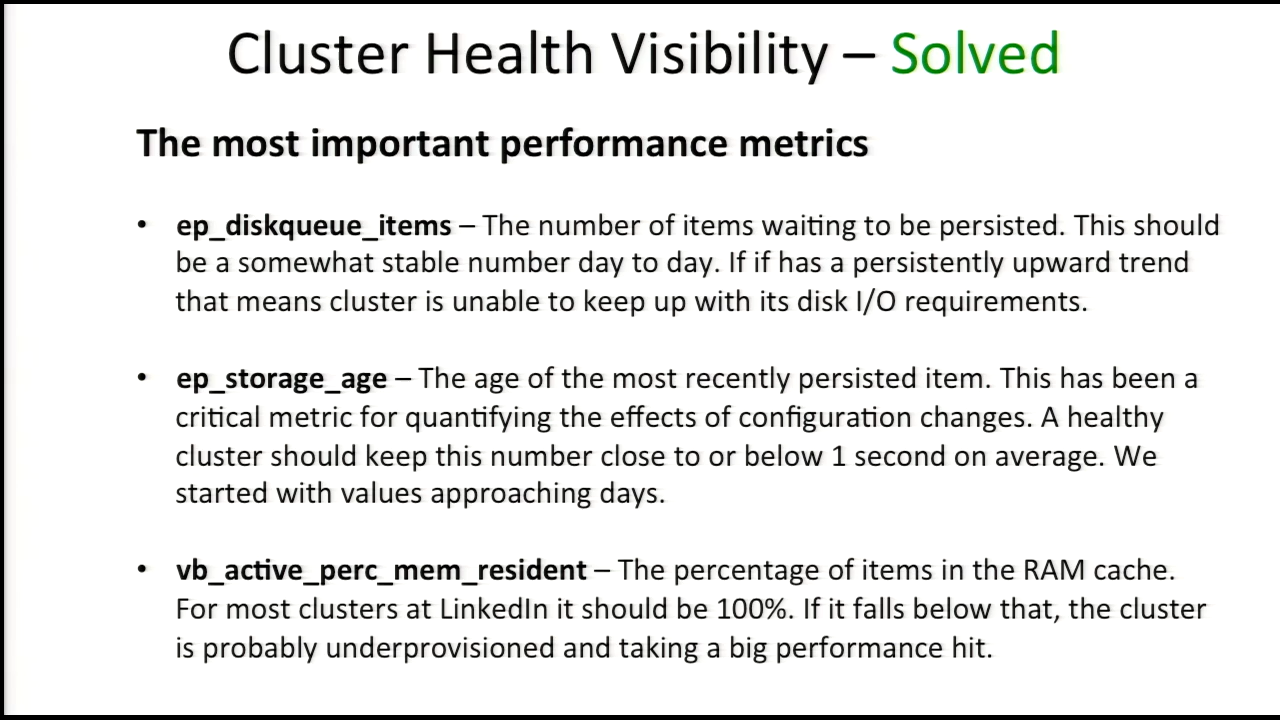 Cluster Health Visibility – Solved
The most important performance metrics
• ep_diskqueue_items – The number of items waiting to be persisted. This should
be a somewhat stable number day to day. If if has a persistently upward trend
that means cluster is unable to keep up with its disk I/O requirements.
• ep_storage_age – The age of the most recently persisted item. This has been a
critical metric for quantifying the effects of configuration changes. A healthy
cluster should keep this number close to or below 1 second on average. We
started with values approaching days.
• vb_active_perc_mem_resident – The percentage of items in the RAM cache.
For most clusters at LinkedIn it should be 100%. If it falls below that, the cluster
is probably underprovisioned and taking a big performance hit.